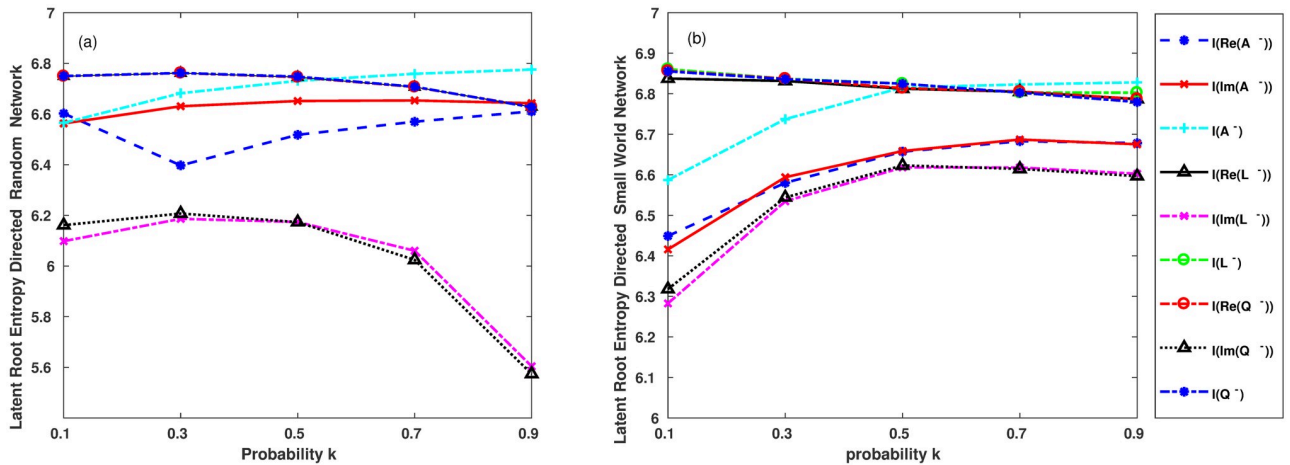 (a)
Latent Root Entropy Directed Random Network
7
6.8
6.6
6.4
6.2
6
5.8
5.6
0.1 0.3 0.5 0.7 0.9
Probability k
(b)
Latent Root Entropy Directed Small World Network
7
6.9
6.8
6.7
6.6
6.5
6.4
6.3
6.2
6.1
6
0.1 0.3 0.5 0.7 0.9
probability k
I(Re(A⁻))
I(Im(A⁻))
I(A⁻)
I(Re(L⁻))
I(Im(L⁻))
I(L⁻)
I(Re(Q⁻))
I(Im(Q⁻))
I(Q⁻)